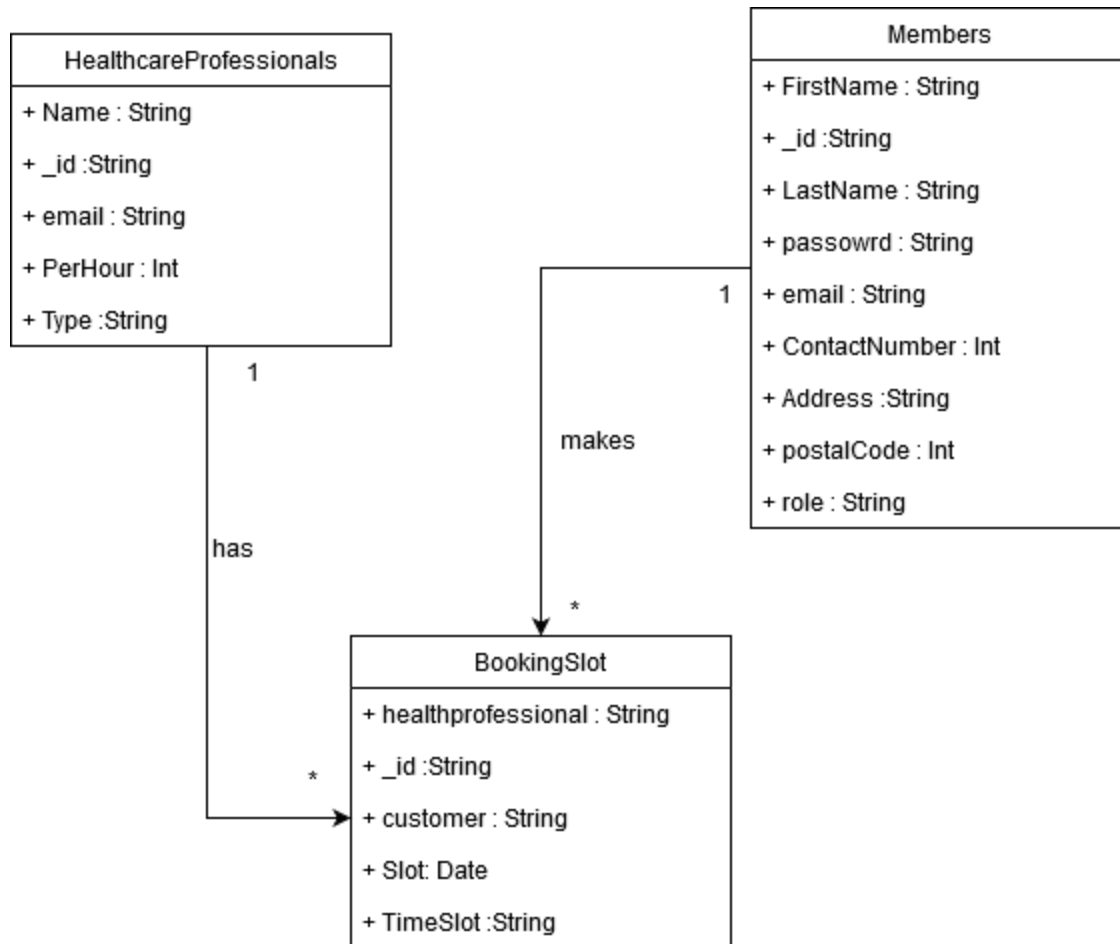 HealthcareProfessionals
+ Name : String
+ _id :String
+ email : String
+ PerHour : Int
+ Type :String
1
has
*
Members
+ FirstName : String
+ _id :String
+ LastName : String
+ passowrd : String
+ email : String
+ ContactNumber : Int
+ Address :String
+ postalCode : Int
+ role : String
1
makes
*
BookingSlot
+ healthprofessional : String
+ _id :String
+ customer : String
+ Slot: Date
+ TimeSlot :String